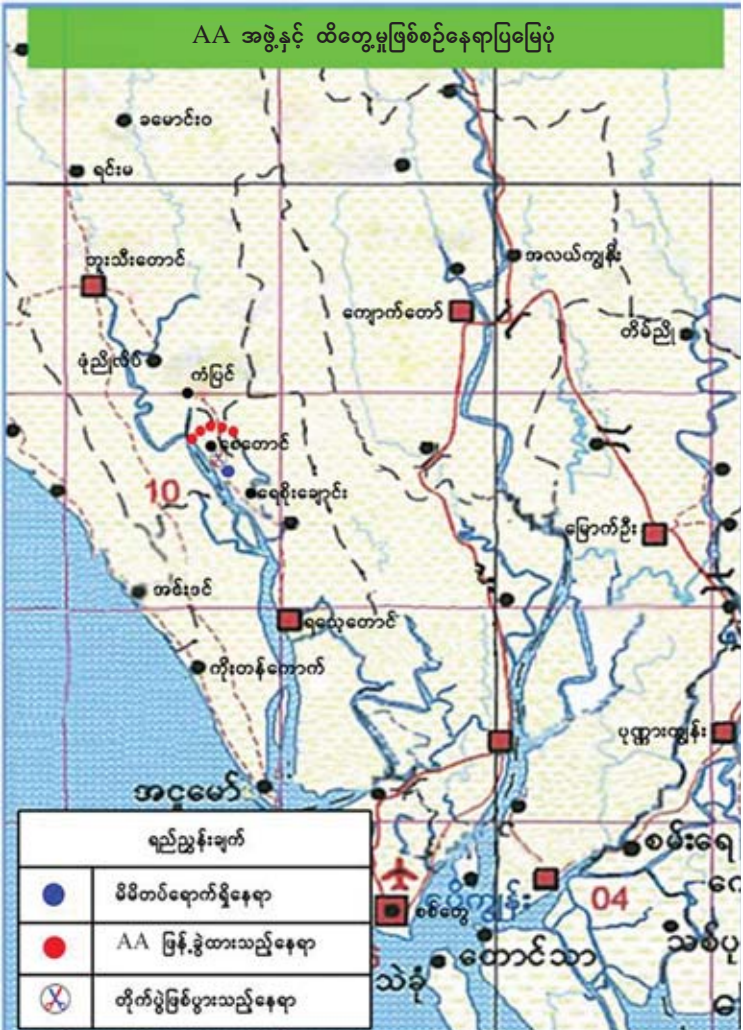 AA အဖွဲ့နှင့် ထိတွေ့မှုဖြစ်စဉ်နေရာပြမြေပုံ
ခမောင်းဝ
ရင်းမ
ဘူးသီးတောင်
အလယ်ကျွန်း
ကျောက်တော်
တိမ်ညို
ဖုံညိုလိပ်
ကံပြင်
စေတောင်
10
ရေစိုးချောင်း
မြောက်ဦး
အင်းဒင်
ရသေ့တောင်
ကိုးတန်ကောက်
ပုဏ္ဏားကျွန်း
အငူမော်
စမ်းရေ
04
စစ်တွေ
တောင်သာ
သဲခုံ
ရည်ညွှန်းချက်
မိမိတပ်ရောက်ရှိနေရာ
AA ဖြန့်ခွဲထားသည့်နေရာ
တိုက်ပွဲဖြစ်ပွားသည့်နေရာ